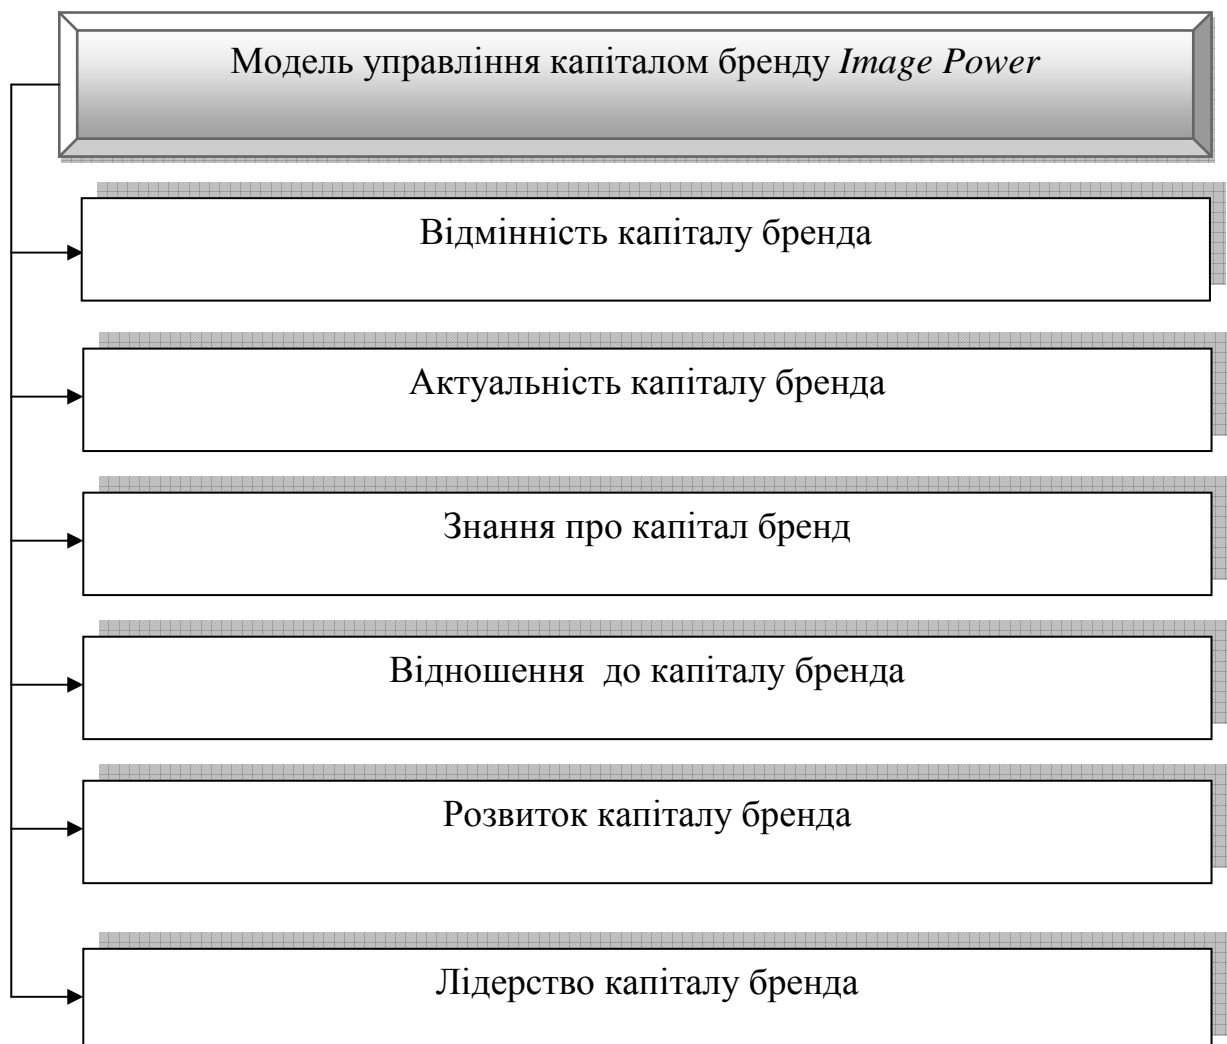 Модель управління капіталом бренду Image Power
Відмінність капіталу бренда
Актуальність капіталу бренда
Знання про капітал бренд
Відношення до капіталу бренда
Розвиток капіталу бренда
Лідерство капіталу бренда